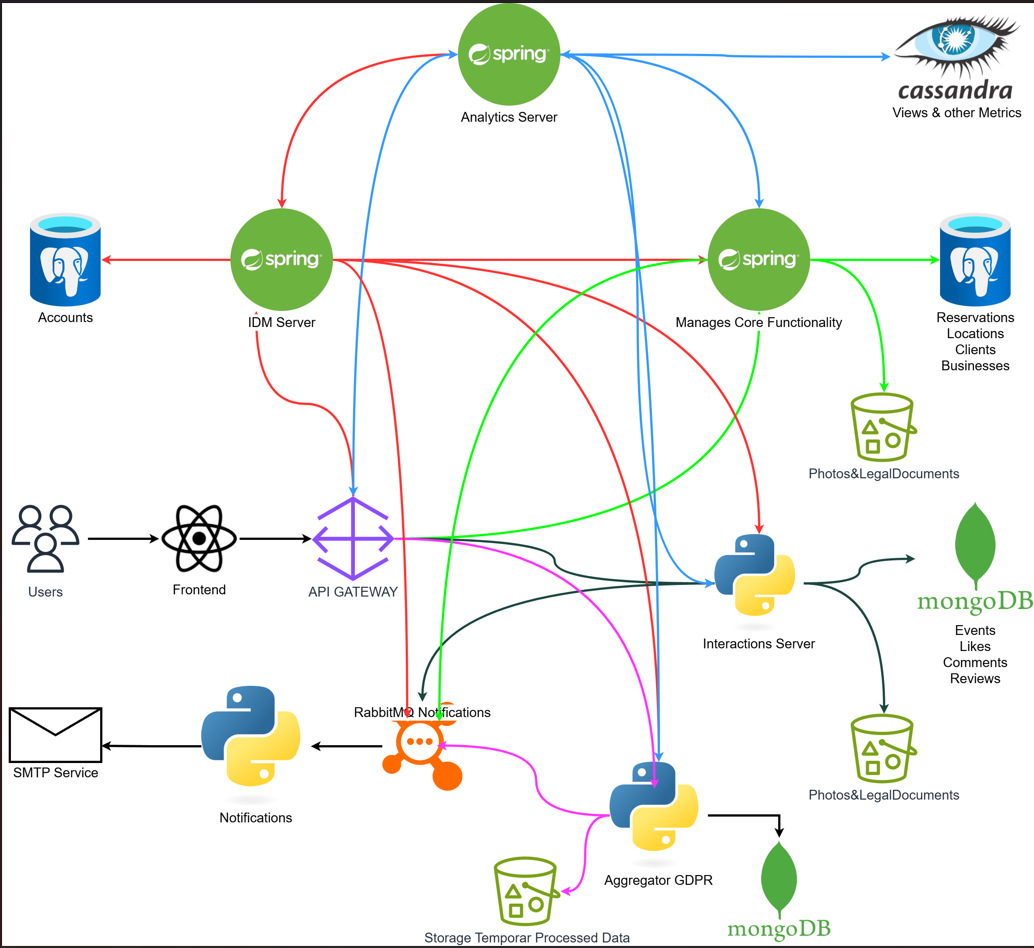 spring
Analytics Server
cassandra
Views & other Metrics
spring
IDM Server
spring
Manages Core Functionality
Accounts
Reservations
Locations
Clients
Businesses
Photos&LegalDocuments
Users
Frontend
API GATEWAY
Interactions Server
mongoDB
Events
Likes
Comments
Reviews
RabbitMQ Notifications
SMTP Service
Notifications
Photos&LegalDocuments
Aggregator GDPR
mongoDB
Storage Temporar Processed Data